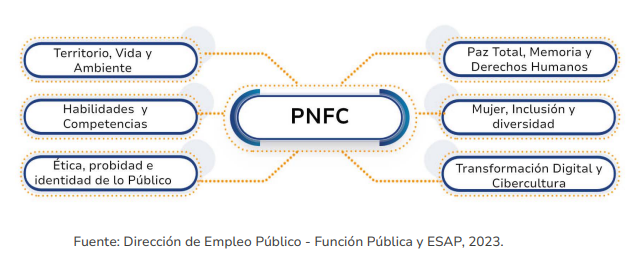 Territorio, Vida y
Ambiente
Habilidades y
Competencias
Ética, probidad e
identidad de lo Público
PNFC
Paz Total, Memoria y
Derechos Humanos
Mujer, Inclusión y
diversidad
Transformación Digital y
Cibercultura
Fuente: Dirección de Empleo Público - Función Pública y ESAP, 2023.